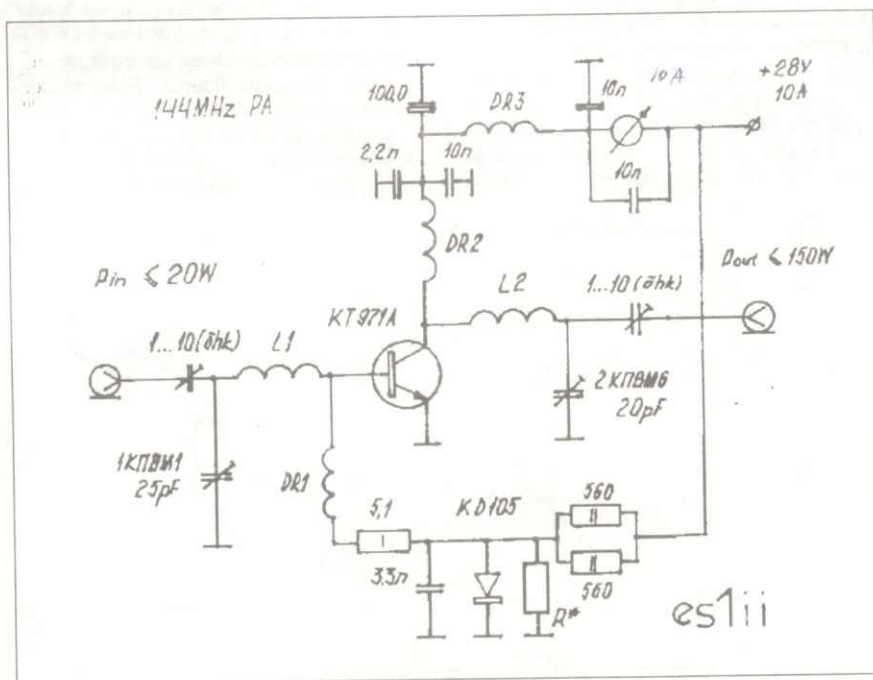 144MHz PA
100,0
DR3
10n
10A
+28V
10A
2,2n
10n
10n
DR2
Pin ≤ 20W
L2
1...10(õhk)
Pout ≤ 150W
KT971A
1...10(õhk)
L1
2КПВМ6
20pF
1КПВМ1
25pF
DR1
5,1
KD105
560
3,3n
R*
560
es1ii